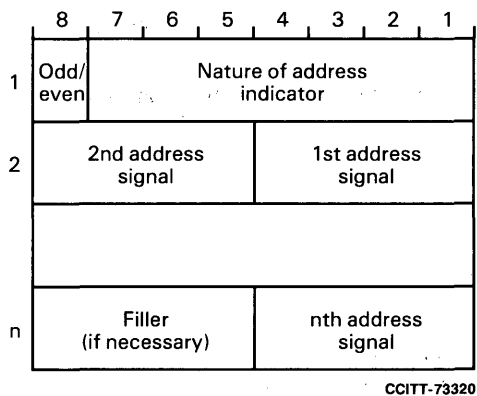 8 7 6 5 4 3 2 1
1
Odd/
even
Nature of address
indicator
2
2nd address
signal
1st address
signal
n
Filler
(if necessary)
nth address
signal
CCITT-73320